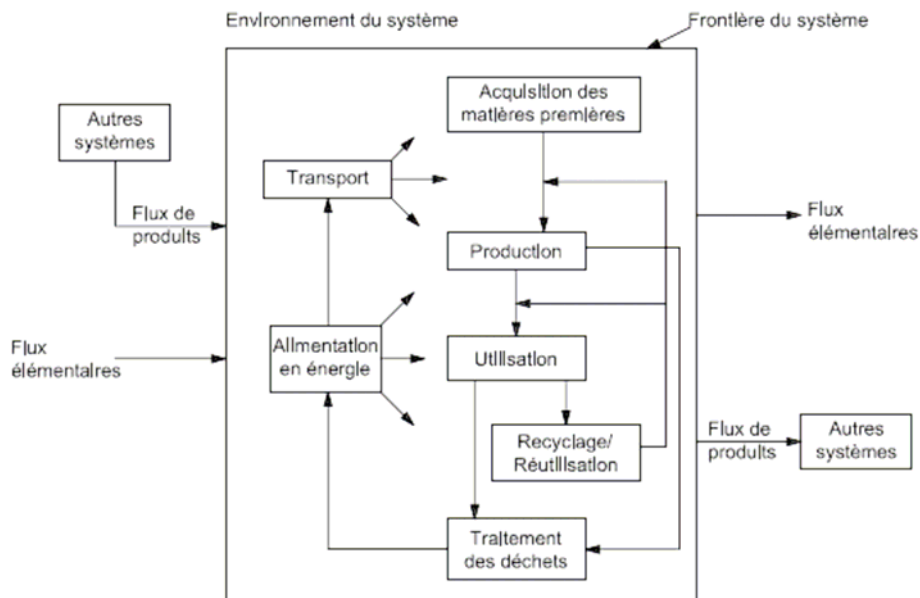 Environnement du système
Frontière du système
Acquisition des
matières premières
Autres
systèmes
Transport
Flux de
produits
Flux
élémentaires
Production
Flux
élémentaires
Alimentation
en énergie
Utilisation
Recyclage/
Réutilisation
Flux de
produits
Autres
systèmes
Traitement
des déchets